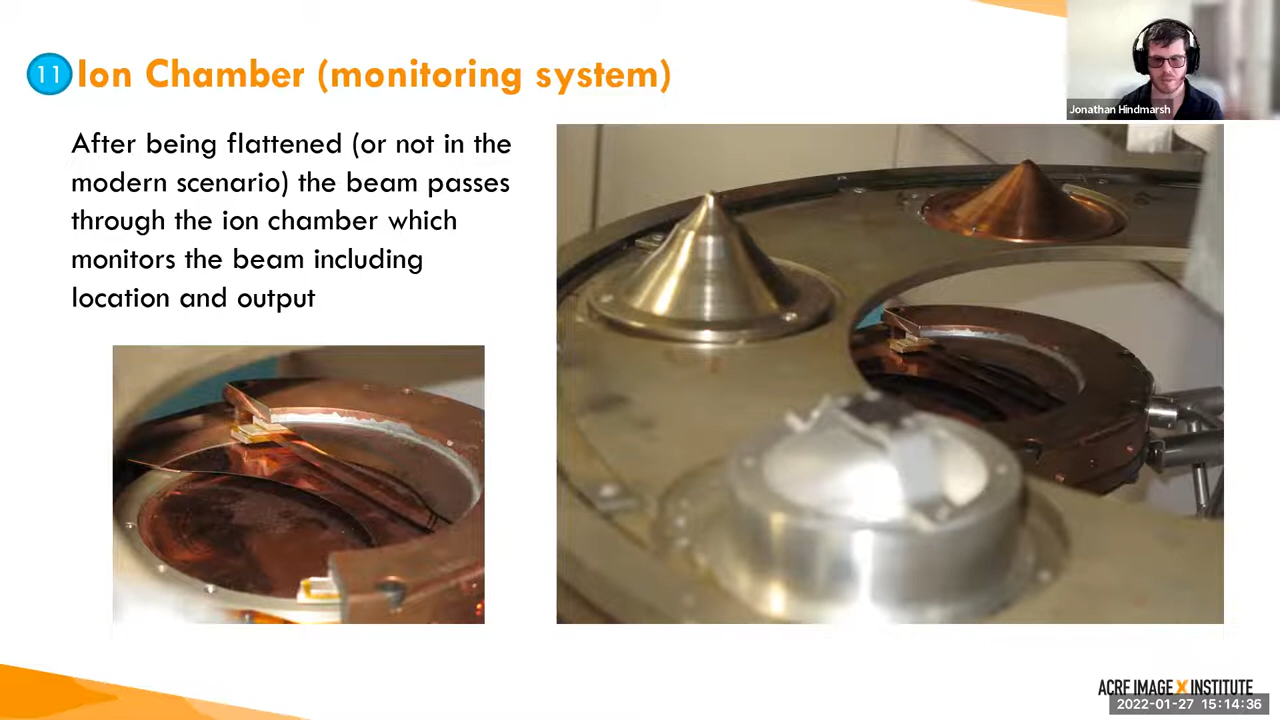 11 Ion Chamber (monitoring system)
Jonathan Hindmarsh
After being flattened (or not in the
modern scenario) the beam passes
through the ion chamber which
monitors the beam including
location and output
ACRF IMAGE X INSTITUTE
2022-01-27 15:14:36